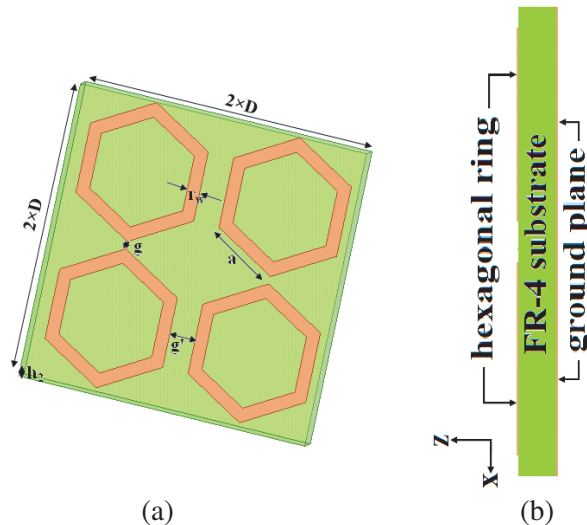 2×D
2×D
r_w
g
a
g'
h_2
(a)
hexagonal ring
FR-4 substrate
ground plane
z
x
(b)